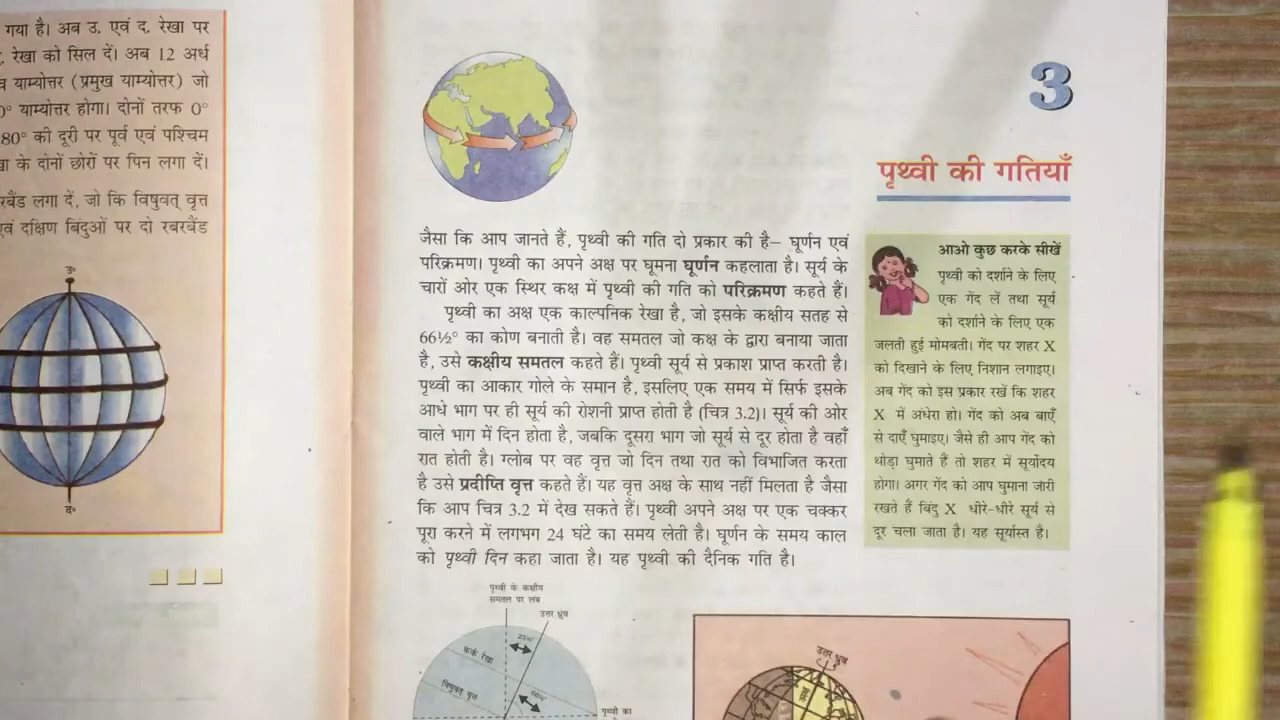 गया है। अब उ. एवं द. रेखा पर
रेखा को सिल दें। अब 12 अर्ध
याम्योत्तर (प्रमुख याम्योत्तर) जो
याम्योत्तर होगा। दोनों तरफ 0°
80° की दूरी पर पूर्व एवं पश्चिम
के दोनों छोरों पर पिन लगा दें।
लगा दें, जो कि विषुवत् वृत्त
एवं दक्षिण बिंदुओं पर दो रबरबैंड
उ°
द°
3
पृथ्वी की गतियाँ
जैसा कि आप जानते हैं, पृथ्वी की गति दो प्रकार की है– घूर्णन एवं
परिक्रमण। पृथ्वी का अपने अक्ष पर घूमना घूर्णन कहलाता है। सूर्य के
चारों ओर एक स्थिर कक्ष में पृथ्वी की गति को परिक्रमण कहते हैं।
पृथ्वी का अक्ष एक काल्पनिक रेखा है, जो इसके कक्षीय सतह से
66½° का कोण बनाती है। वह समतल जो कक्ष के द्वारा बनाया जाता
है, उसे कक्षीय समतल कहते हैं। पृथ्वी सूर्य से प्रकाश प्राप्त करती है।
पृथ्वी का आकार गोले के समान है, इसलिए एक समय में सिर्फ इसके
आधे भाग पर ही सूर्य की रोशनी प्राप्त होती है (चित्र 3.2)। सूर्य की ओर
वाले भाग में दिन होता है, जबकि दूसरा भाग जो सूर्य से दूर होता है वहाँ
रात होती है। ग्लोब पर वह वृत्त जो दिन तथा रात को विभाजित करता
है उसे प्रदीप्ति वृत्त कहते हैं। यह वृत्त अक्ष के साथ नहीं मिलता है जैसा
कि आप चित्र 3.2 में देख सकते हैं। पृथ्वी अपने अक्ष पर एक चक्कर
पूरा करने में लगभग 24 घंटे का समय लेती है। घूर्णन के समय काल
को पृथ्वी दिन कहा जाता है। यह पृथ्वी की दैनिक गति है।
आओ कुछ करके सीखें
पृथ्वी को दर्शाने के लिए
एक गेंद लें तथा सूर्य
को दर्शाने के लिए एक
जलती हुई मोमबत्ती। गेंद पर शहर X
को दिखाने के लिए निशान लगाइए।
अब गेंद को इस प्रकार रखें कि शहर
X में अंधेरा हो। गेंद को अब बाएँ
से दाएँ घुमाइए। जैसे ही आप गेंद को
थोड़ा घुमाते हैं तो शहर में सूर्योदय
होगा। अगर गेंद को आप घुमाना जारी
रखते हैं बिंदु X धीरे-धीरे सूर्य से
दूर चला जाता है। यह सूर्यास्त है।
पृथ्वी के कक्षीय
समतल पर लंब
उत्तर ध्रुव
23½°
कर्क रेखा
66½°
विषुवत् वृत्त
पृथ्वी का
उत्तर ध्रुव